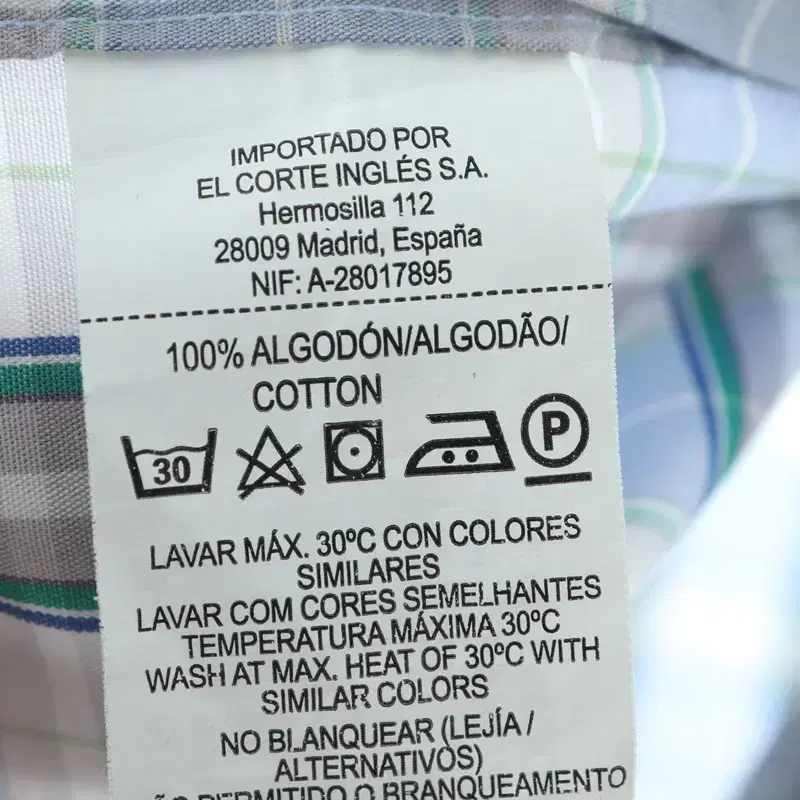 IMPORTADO POR
EL CORTE INGLÉS S.A.
Hermosilla 112
28009 Madrid, España
NIF: A-28017895
100% ALGODÓN/ALGODÃO/
COTTON
30
P
LAVAR MÁX. 30ºC CON COLORES
SIMILARES
LAVAR COM CORES SEMELHANTES
TEMPERATURA MÁXIMA 30ºC
WASH AT MAX. HEAT OF 30ºC WITH
SIMILAR COLORS
NO BLANQUEAR (LEJÍA /
ALTERNATIVOS)
PERMITIDO O BRANQUEAMENTO